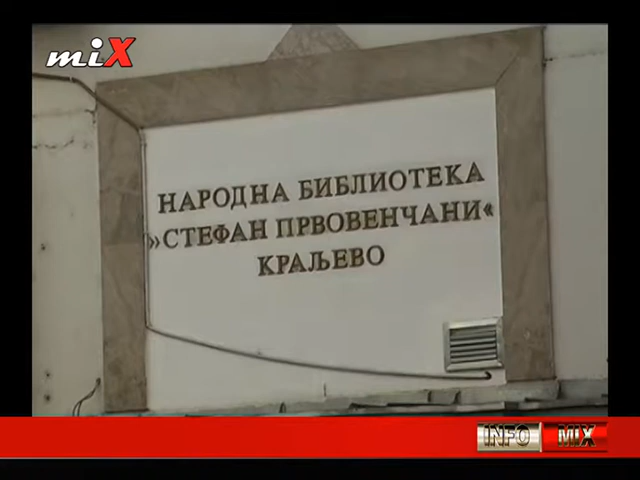 miX
НАРОДНА БИБЛИОТЕКА
»СТЕФАН ПРВОВЕНЧАНИ«
КРАЉЕВО
INFO MIX